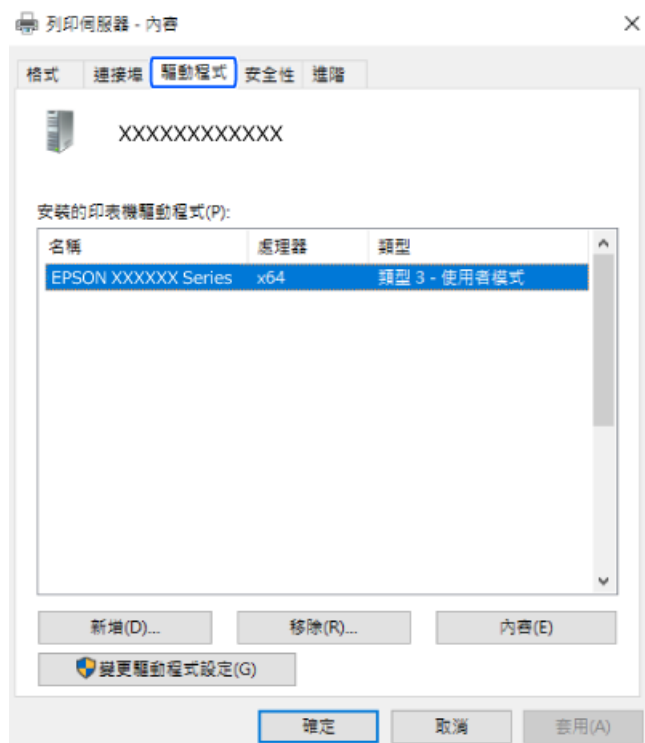 列印伺服器 - 內容
格式 連接埠 驅動程式 安全性 進階
XXXXXXXXXXXX
安裝的印表機驅動程式(P):
名稱 處理器 類型
EPSON XXXXXX Series x64 類型 3 - 使用者模式
新增(D)... 移除(R)... 內容(E)
變更驅動程式設定(G)
確定 取消 套用(A)